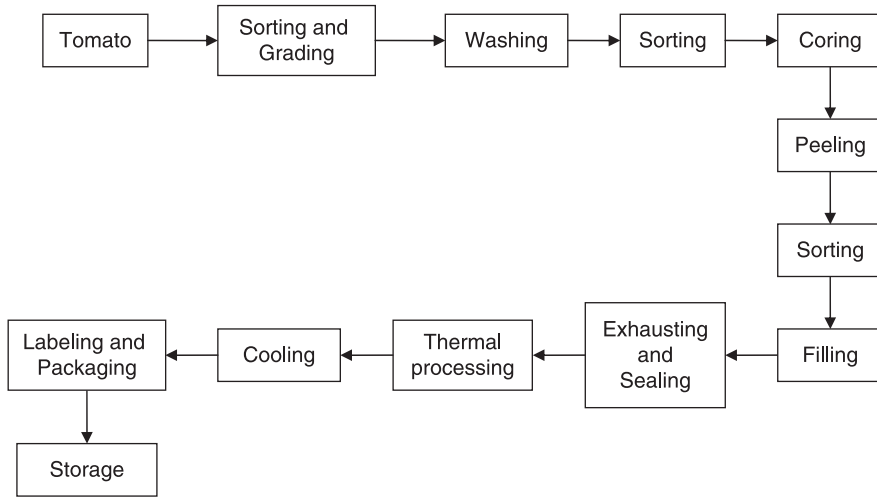 Tomato
Sorting and
Grading
Washing
Sorting
Coring
Peeling
Sorting
Filling
Exhausting
and
Sealing
Thermal
processing
Cooling
Labeling and
Packaging
Storage